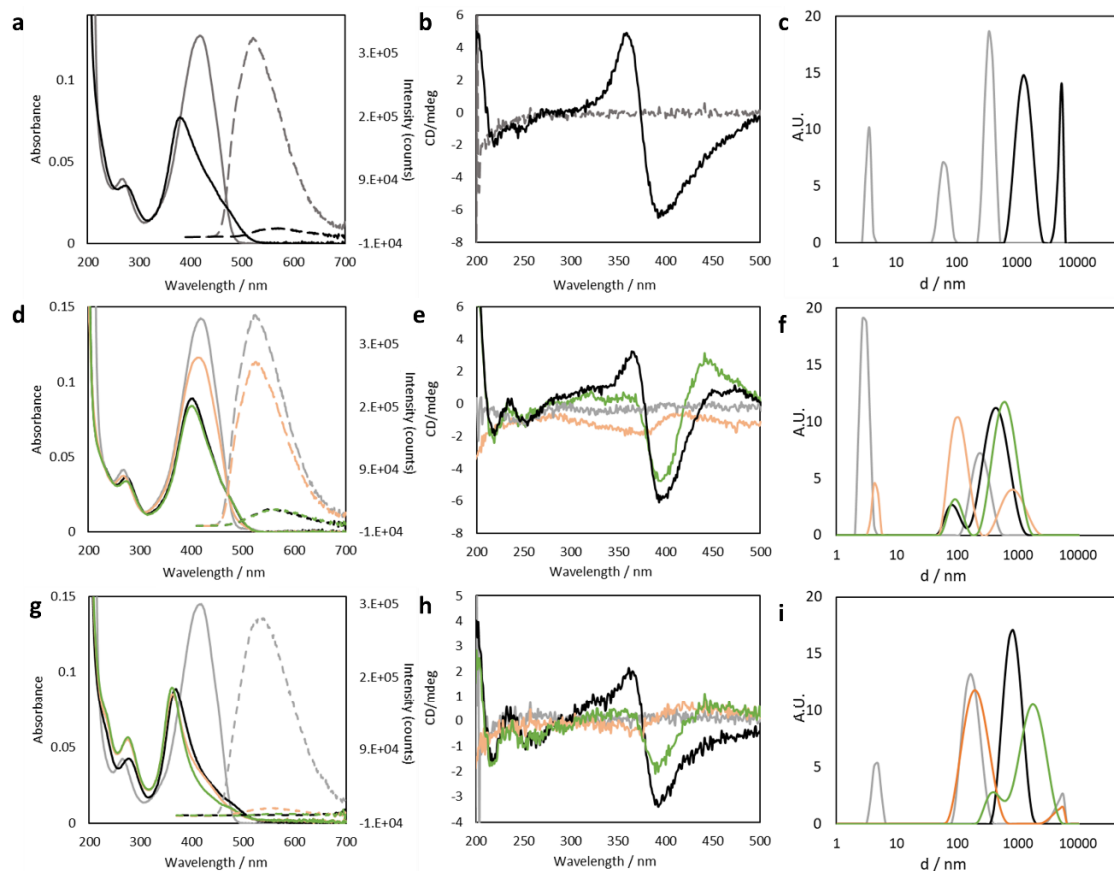 a
Absorbance
0.1
0.05
0
3.E+05
2.E+05
9.E+04
-1.E+04
Intensity (counts)
200 300 400 500 600 700
Wavelength / nm
b
CD/mdeg
6
4
2
0
-2
-4
-6
-8
200 250 300 350 400 450 500
Wavelength / nm
c
A.U.
20
15
10
5
0
1 10 100 1000 10000
d / nm
d
Absorbance
0.15
0.1
0.05
0
3.E+05
2.E+05
9.E+04
-1.E+04
Intensity (counts)
200 300 400 500 600 700
Wavelength / nm
e
CD/mdeg
6
4
2
0
-2
-4
-6
-8
200 250 300 350 400 450 500
Wavelength / nm
f
A.U.
20
15
10
5
0
1 10 100 1000 10000
d / nm
g
Absorbance
0.15
0.1
0.05
0
3.E+05
2.E+05
9.E+04
-1.E+04
Intensity (counts)
200 300 400 500 600 700
Wavelength / nm
h
CD/mdeg
5
4
3
2
1
0
-1
-2
-3
-4
200 250 300 350 400 450 500
Wavelength / nm
i
A.U.
20
15
10
5
0
1 10 100 1000 10000
d / nm